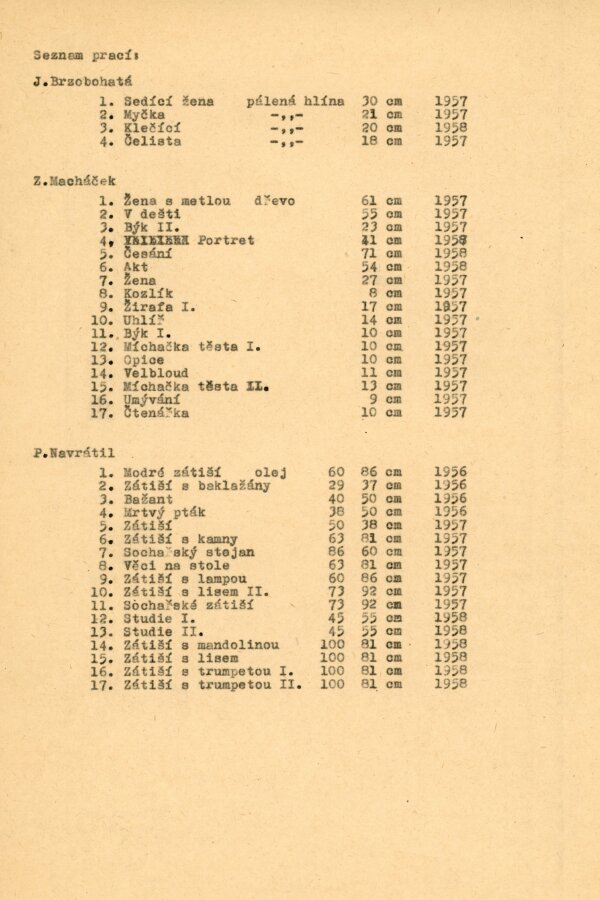 Seznam prací:
J.Brzobohatá
1. Sedící žena pálená hlína 30 cm 1957
2. Myčka -,,- 21 cm 1957
3. Klečící -,,- 20 cm 1958
4. Čelista -,,- 18 cm 1957
Z.Macháček
1. Žena s metlou dřevo 61 cm 1957
2. V dešti 55 cm 1957
3. Býk II. 23 cm 1957
4, Portret 41 cm 1958
5. Česání 71 cm 1958
6. Akt 54 cm 1958
7. Žena 27 cm 1957
8. Kozlík 8 cm 1957
9. Žirafa I. 17 cm 1957
10. Uhlíř 14 cm 1957
11. Býk I. 10 cm 1957
12. Míchačka těsta I. 10 cm 1957
13. Opice 10 cm 1957
14. Velbloud 11 cm 1957
15. Míchačka těsta II. 13 cm 1957
16. Umývání 9 cm 1957
17. Čtenářka 10 cm 1957
P.Navrátil
1. Modré zátiší olej 60 86 cm 1956
2. Zátiší s baklažány 29 37 cm 1956
3. Bažant 40 50 cm 1956
4. Mrtvý pták 38 50 cm 1956
5. Zátiší 50 38 cm 1957
6. Zátiší s kamny 63 81 cm 1957
7. Sochařský stojan 86 60 cm 1957
8. Věci na stole 63 81 cm 1957
9. Zátiší s lampou 60 86 cm 1957
10. Zátiší s lisem II. 73 92 cm 1957
11. Sochařské zátiší 73 92 cm 1957
12. Studie I. 45 55 cm 1958
13. Studie II. 45 55 cm 1958
14. Zátiší s mandolinou 100 81 cm 1958
15. Zátiší s lisem 100 81 cm 1958
16. Zátiší s trumpetou I. 100 81 cm 1958
17. Zátiší s trumpetou II. 100 81 cm 1958